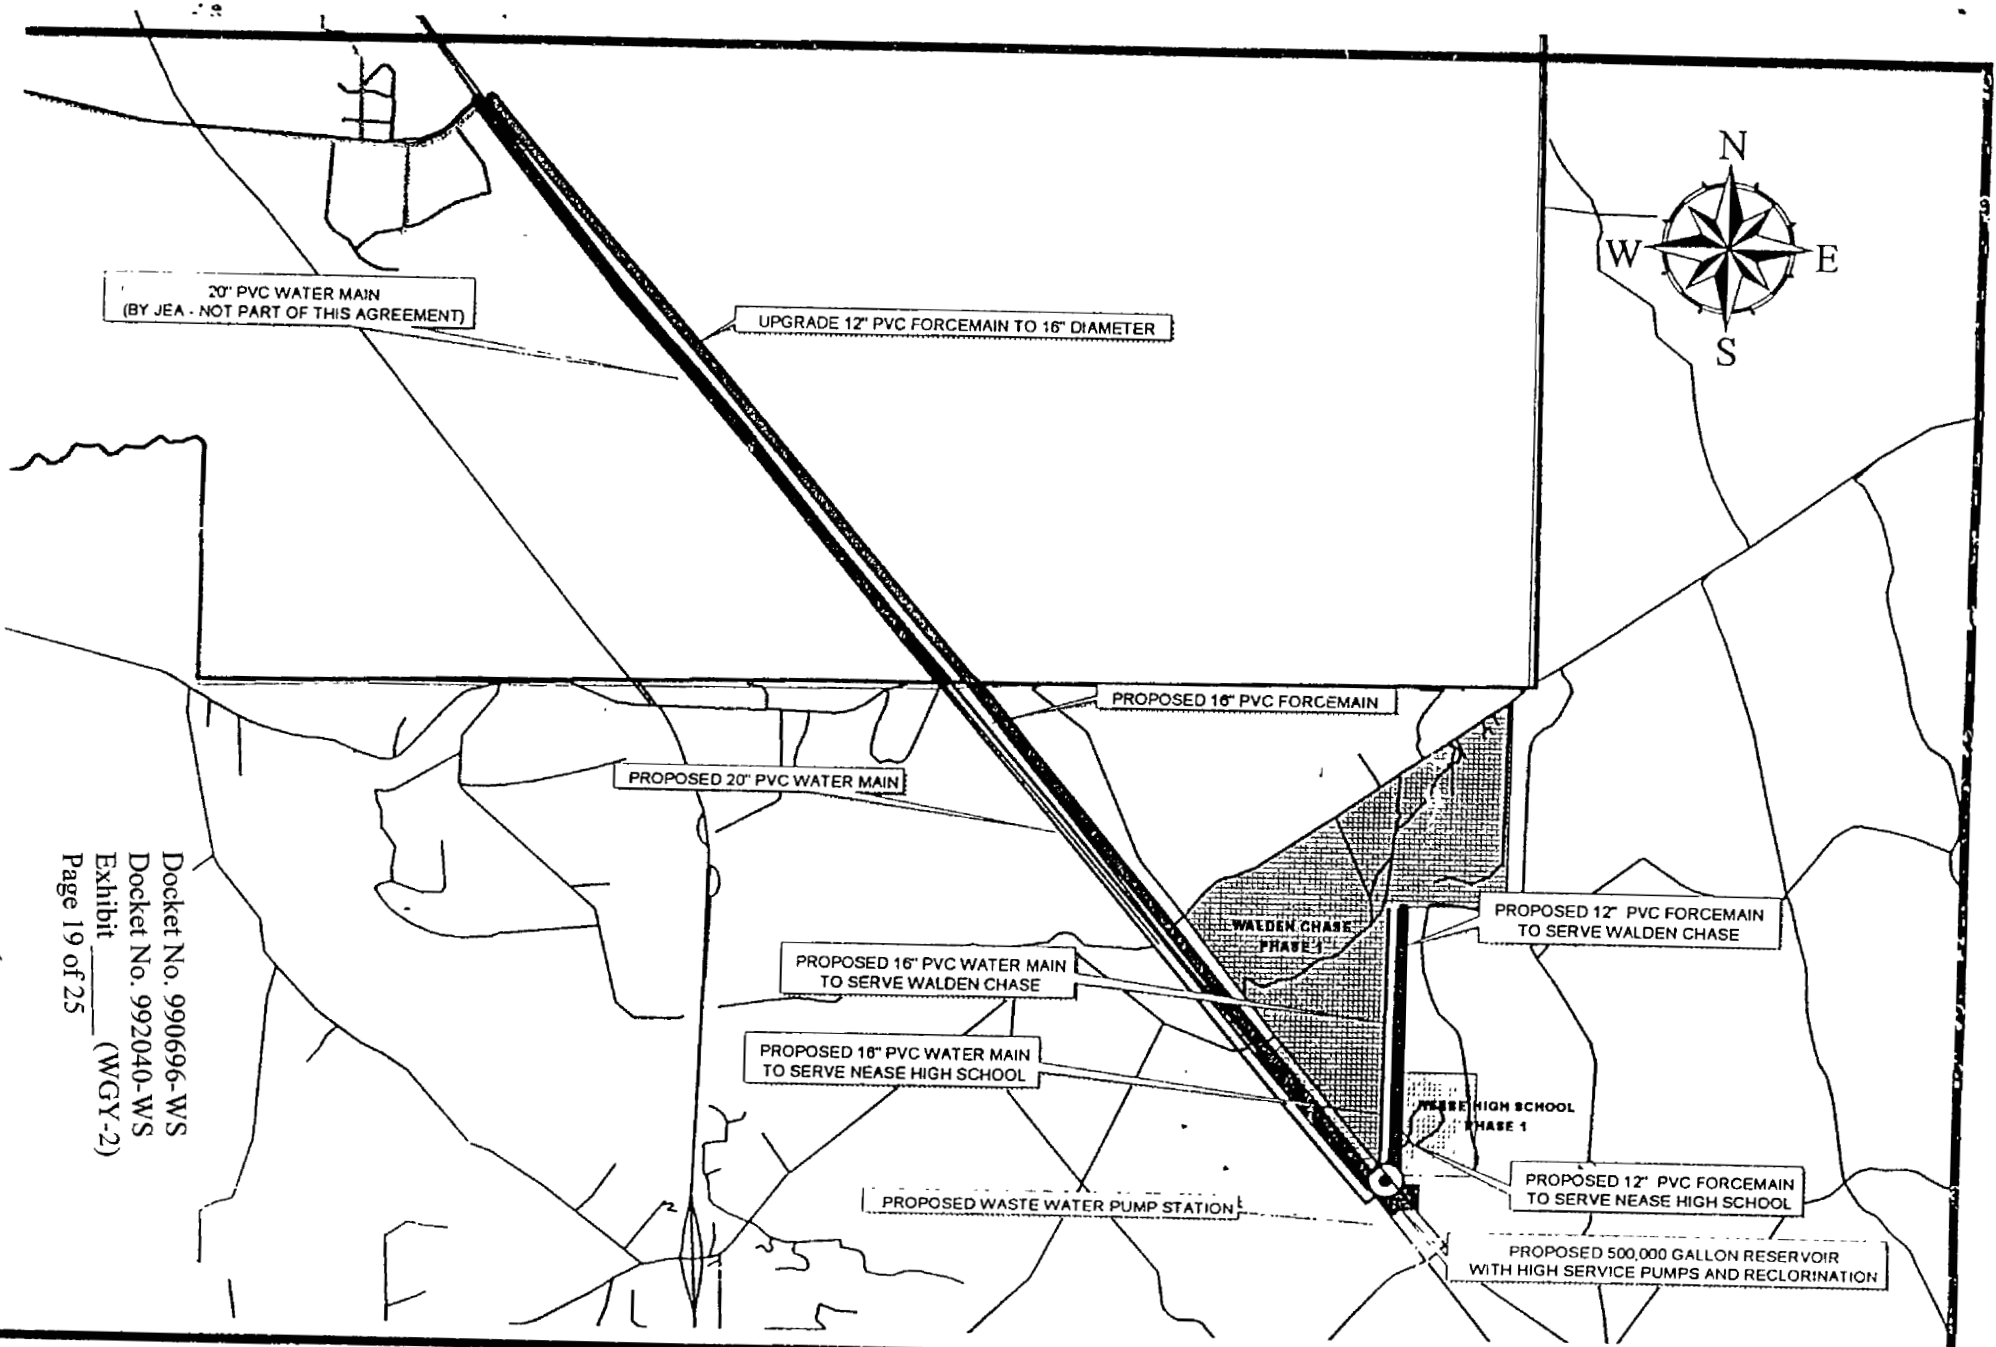 N
W
E
S
20" PVC WATER MAIN
(BY JEA - NOT PART OF THIS AGREEMENT)
UPGRADE 12" PVC FORCEMAIN TO 16" DIAMETER
PROPOSED 16" PVC FORCEMAIN
PROPOSED 20" PVC WATER MAIN
WALDEN CHASE
PHASE 1
PROPOSED 12" PVC FORCEMAIN
TO SERVE WALDEN CHASE
PROPOSED 16" PVC WATER MAIN
TO SERVE WALDEN CHASE
PROPOSED 16" PVC WATER MAIN
TO SERVE NEASE HIGH SCHOOL
NEASE HIGH SCHOOL
PHASE 1
PROPOSED 12" PVC FORCEMAIN
TO SERVE NEASE HIGH SCHOOL
PROPOSED WASTE WATER PUMP STATION
PROPOSED 500,000 GALLON RESERVOIR
WITH HIGH SERVICE PUMPS AND RECLORINATION
Docket No. 990696-WS
Docket No. 992040-WS
Exhibit ______ (WGY-2)
Page 19 of 25